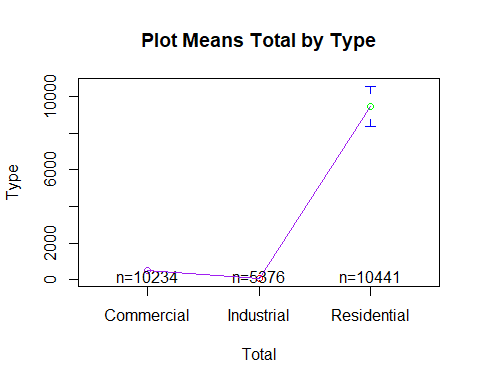 Plot Means Total by Type
10000
6000
2000
0
Type
n=10234 n=5376 n=10441
Commercial Industrial Residential
Total